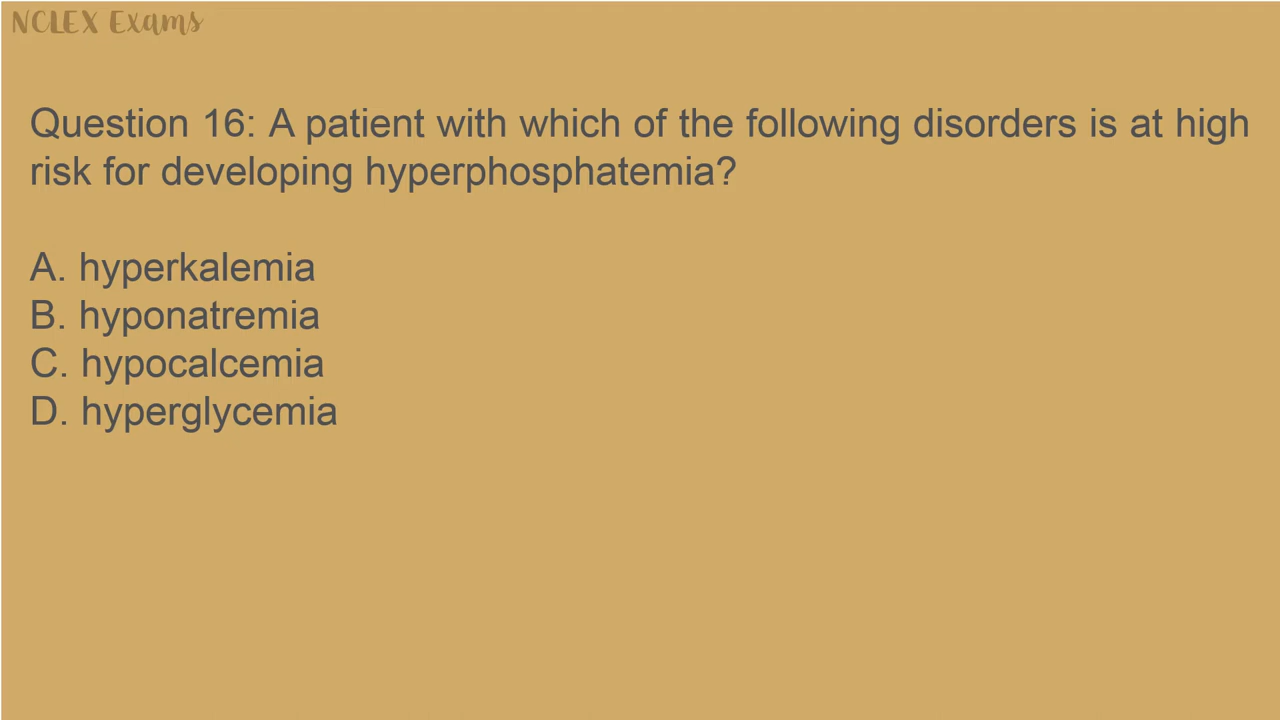 NCLEX Exams
Question 16: A patient with which of the following disorders is at high
risk for developing hyperphosphatemia?
A. hyperkalemia
B. hyponatremia
C. hypocalcemia
D. hyperglycemia